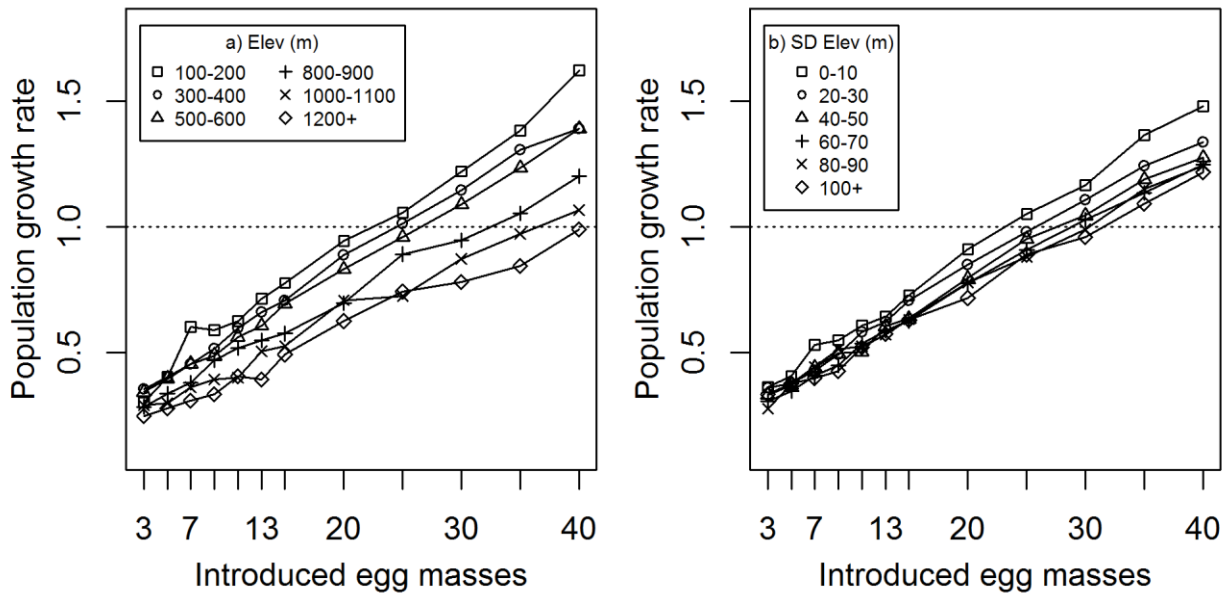 a) Elev (m)
100-200 800-900
300-400 1000-1100
500-600 1200+
Population growth rate
0.5 1.0 1.5
3 7 13 20 30 40
Introduced egg masses
b) SD Elev (m)
0-10
20-30
40-50
60-70
80-90
100+
Population growth rate
0.5 1.0 1.5
3 7 13 20 30 40
Introduced egg masses